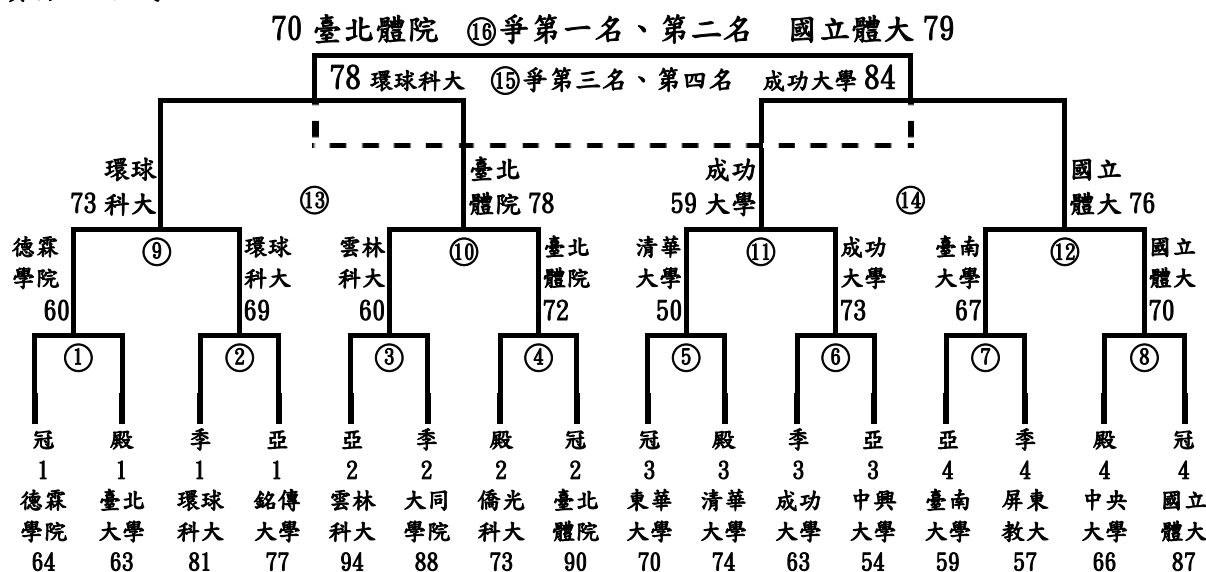 70 臺北體院 ⑯爭第一名、第二名 國立體大 79
78 環球科大 ⑮爭第三名、第四名 成功大學 84
環球 臺北 成功 國立
73 科大 ⑬ 體院 78 59 大學 ⑭ 體大 76
德霖 ⑨ 環球 雲林 ⑩ 臺北 清華 ⑪ 成功 臺南 ⑫ 國立
學院 科大 科大 體院 大學 大學 大學 體大
60 69 60 72 50 73 67 70
① ② ③ ④ ⑤ ⑥ ⑦ ⑧
冠 殿 季 亞 亞 季 殿 冠 冠 殿 季 亞 亞 季 殿 冠
1 1 1 1 2 2 2 2 3 3 3 3 4 4 4 4
德霖 臺北 環球 銘傳 雲林 大同 僑光 臺北 東華 清華 成功 中興 臺南 屏東 中央 國立
學院 大學 科大 大學 科大 學院 科大 體院 大學 大學 大學 大學 大學 教大 大學 體大
64 63 81 77 94 88 73 90 70 74 63 54 59 57 66 87